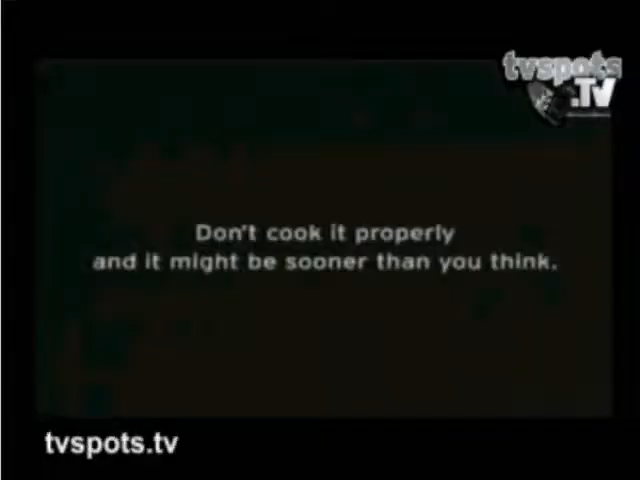 tvspots
.TV
Don't cook it properly
and it might be sooner than you think.
tvspots.tv